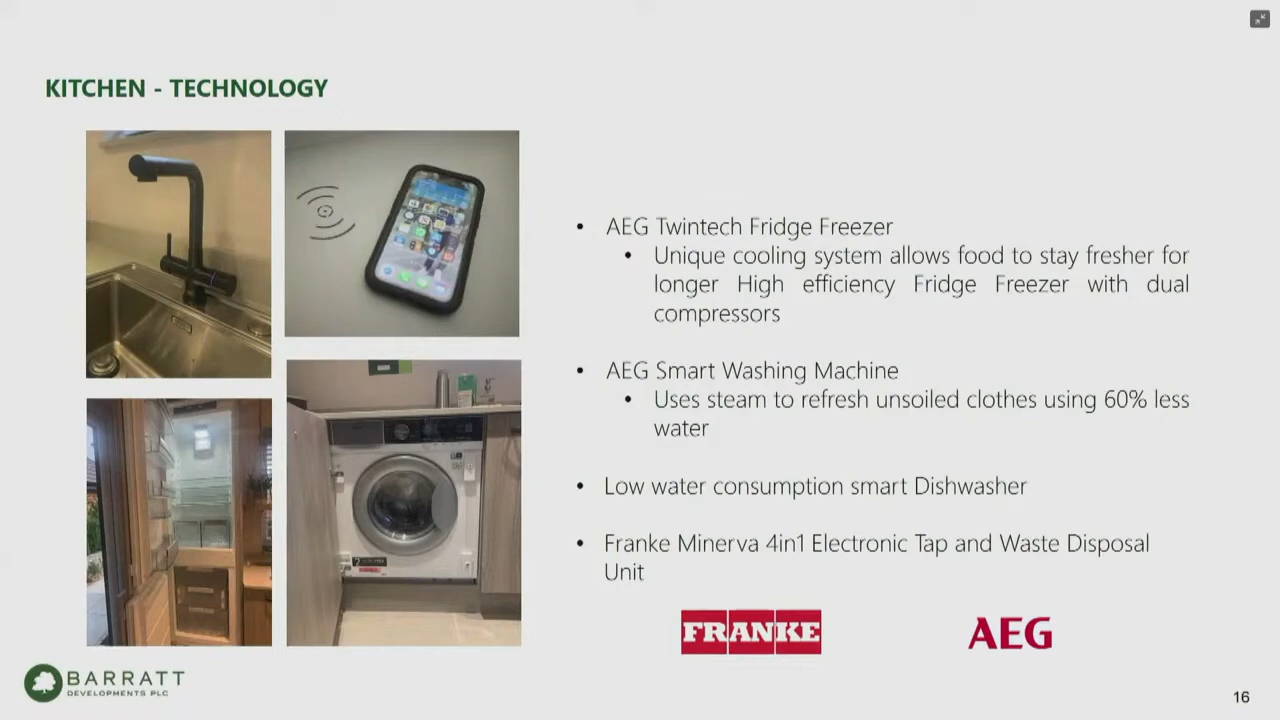 KITCHEN - TECHNOLOGY
• AEG Twintech Fridge Freezer
• Unique cooling system allows food to stay fresher for
longer High efficiency Fridge Freezer with dual
compressors
• AEG Smart Washing Machine
• Uses steam to refresh unsoiled clothes using 60% less
water
• Low water consumption smart Dishwasher
• Franke Minerva 4in1 Electronic Tap and Waste Disposal
Unit
FRANKE
AEG
BARRATT
DEVELOPMENTS PLC
16